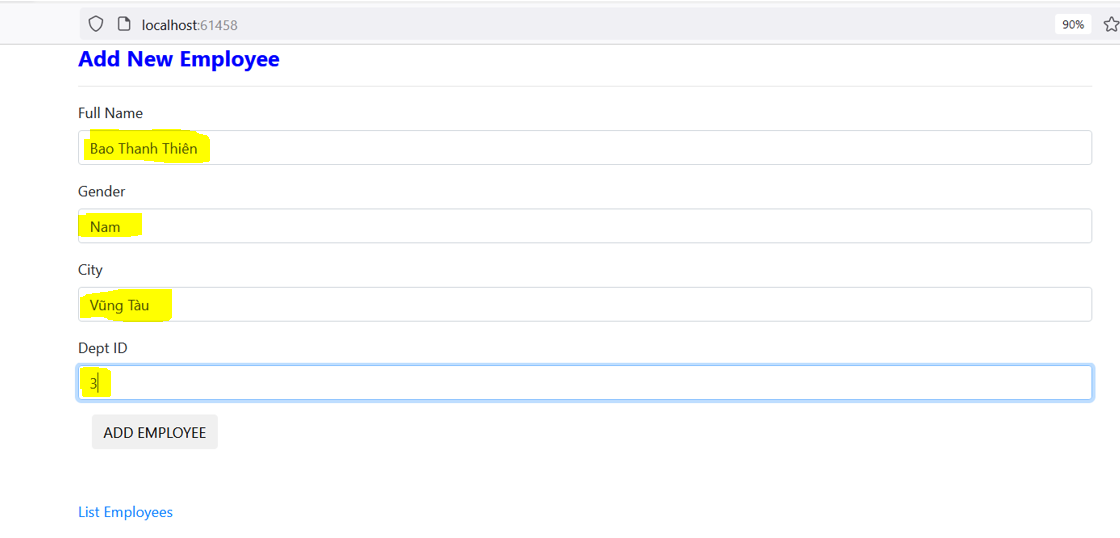 localhost:61458
90%
Add New Employee
Full Name
Bao Thanh Thiên
Gender
Nam
City
Vũng Tàu
Dept ID
3
ADD EMPLOYEE
List Employees